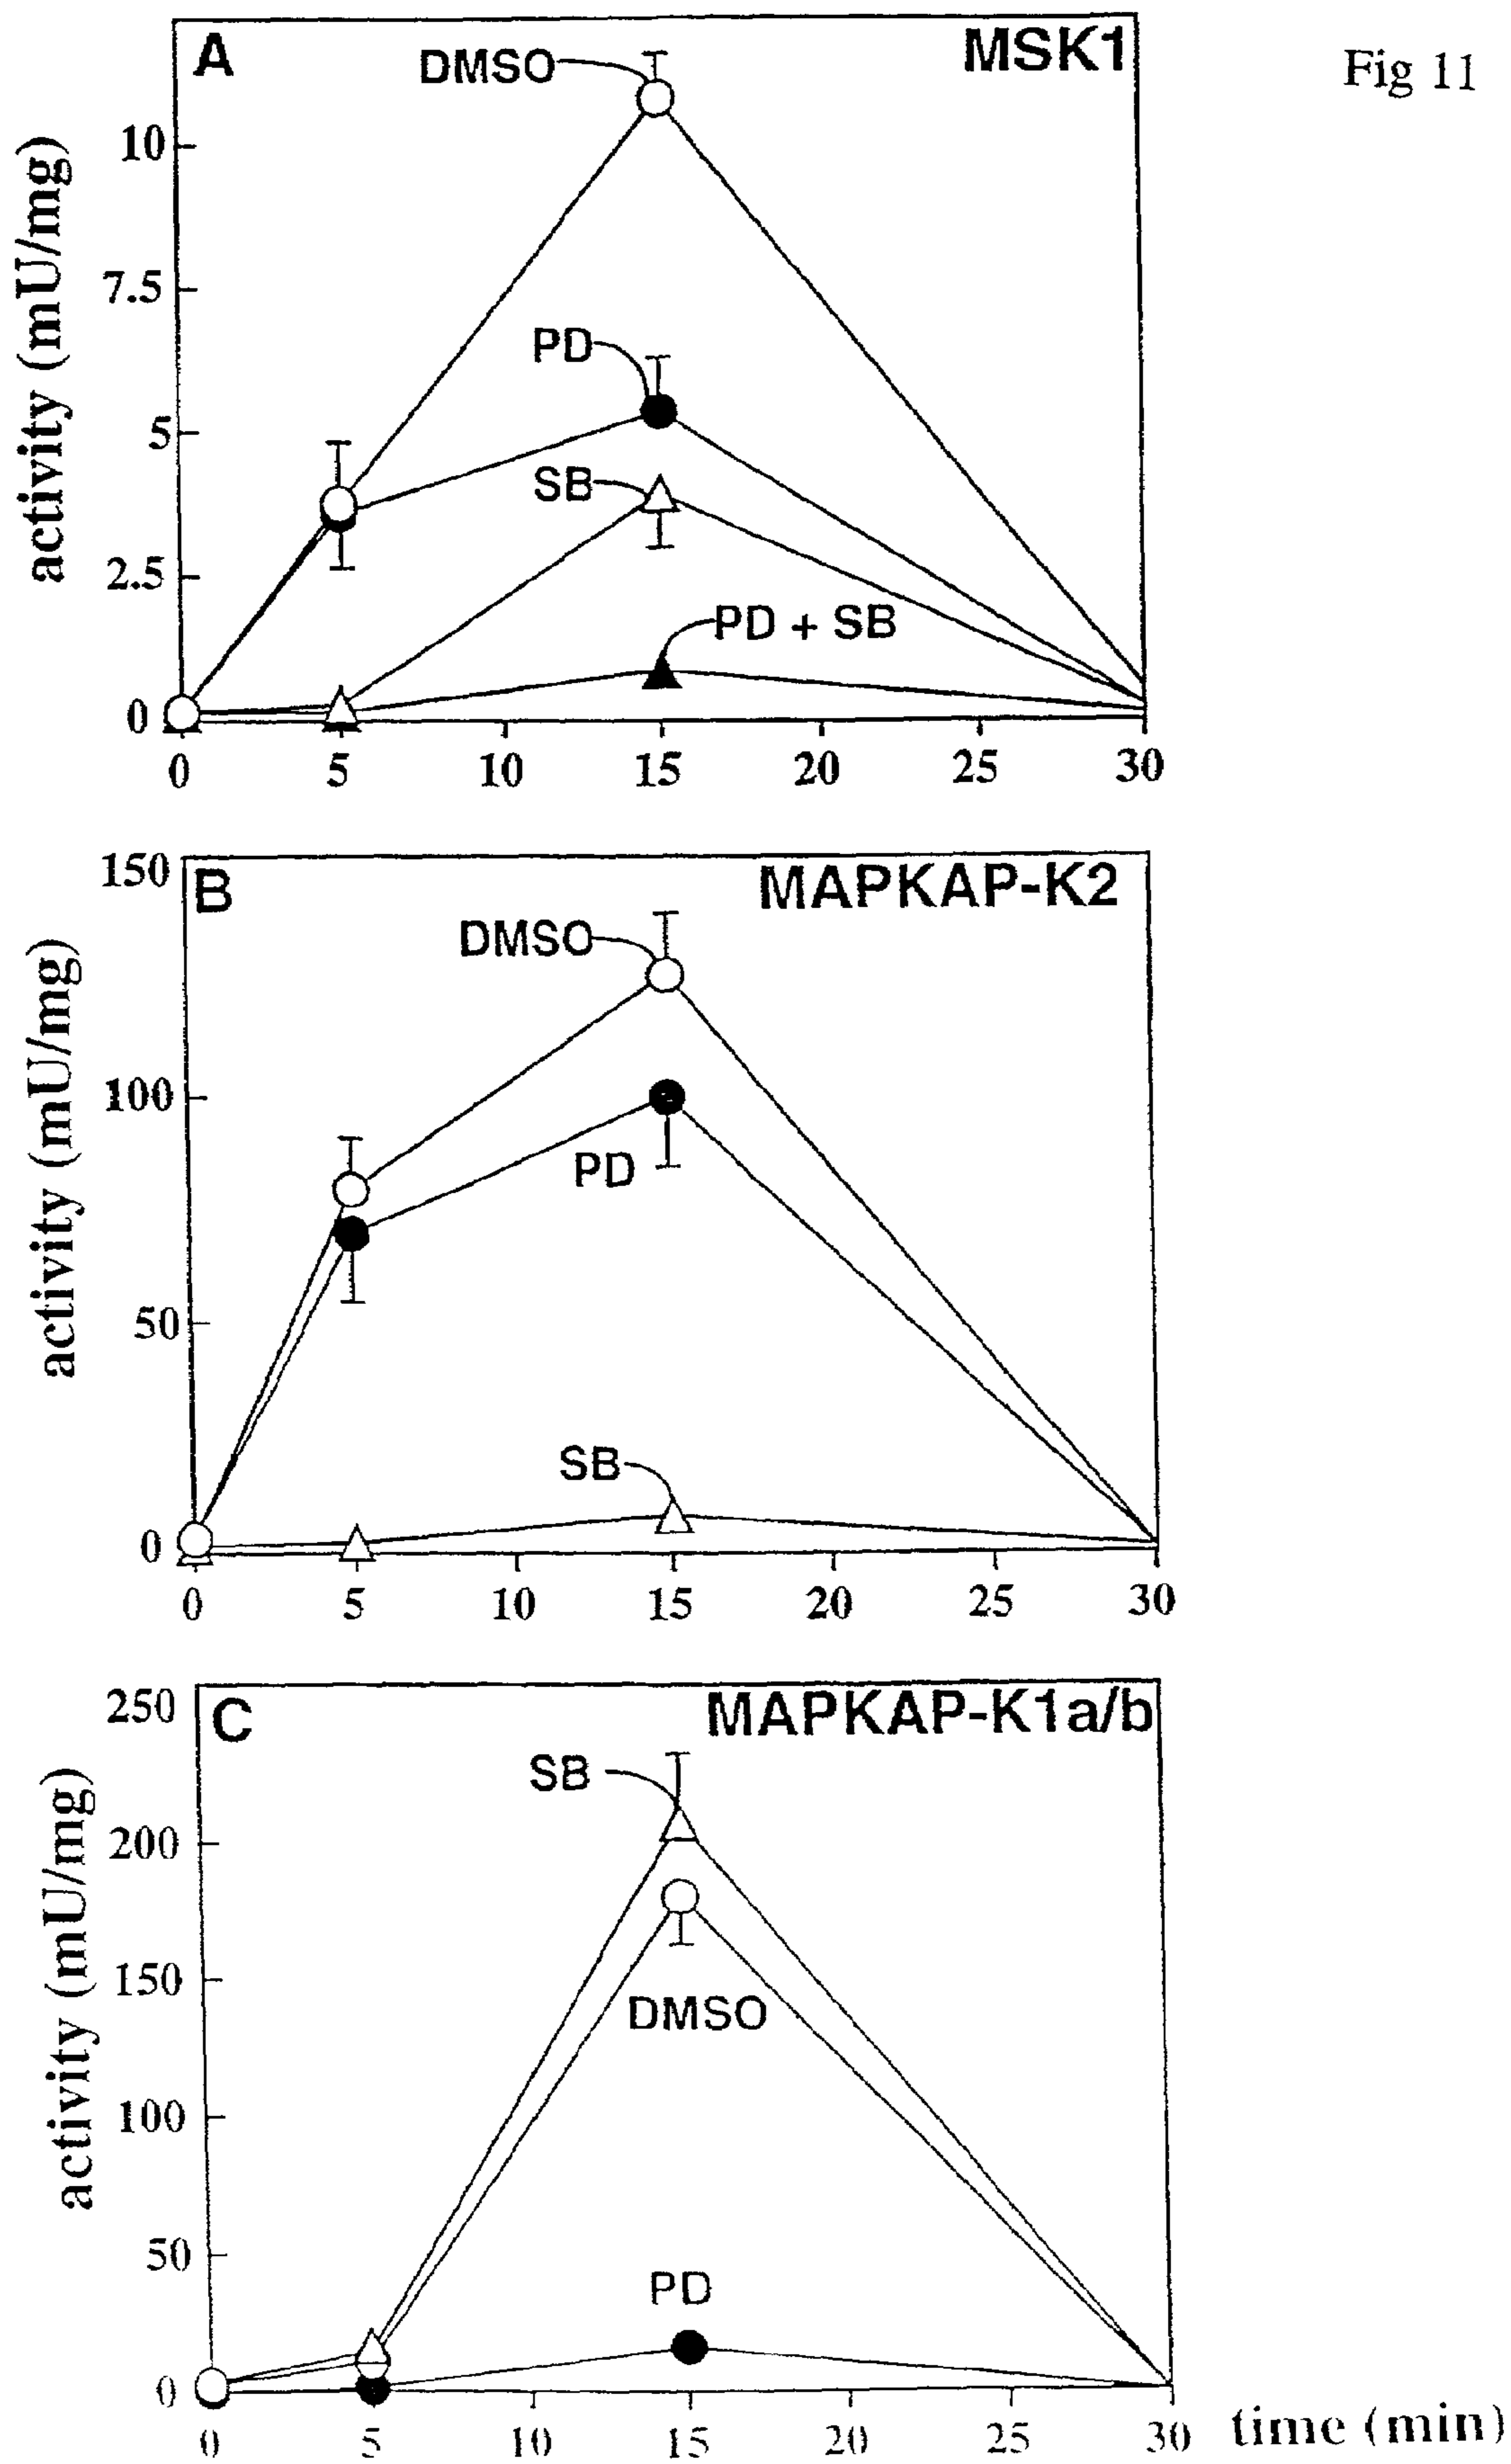 Fig 11
A
MSK1
DMSO
PD
SB
PD + SB
activity (mU/mg)
10
7.5
5
2.5
0
0 5 10 15 20 25 30
B
MAPKAP-K2
DMSO
PD
SB
activity (mU/mg)
150
100
50
0
0 5 10 15 20 25 30
C
MAPKAP-K1a/b
SB
DMSO
PD
activity (mU/mg)
250
200
150
100
50
0
0 5 10 15 20 25 30
time (min)